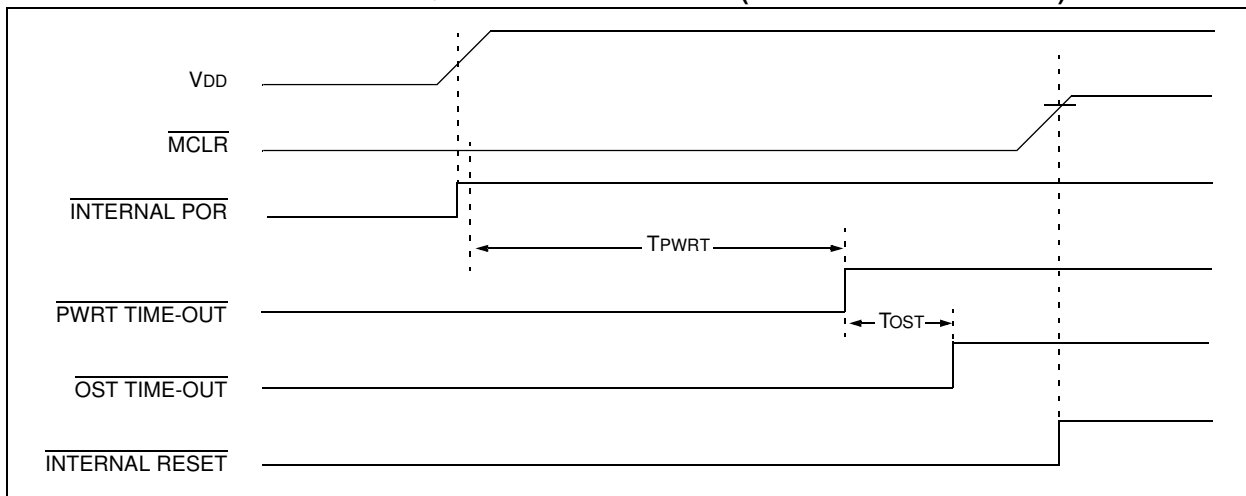 VDD
MCLR
INTERNAL POR
TPWRT
PWRT TIME-OUT
TOST
OST TIME-OUT
INTERNAL RESET